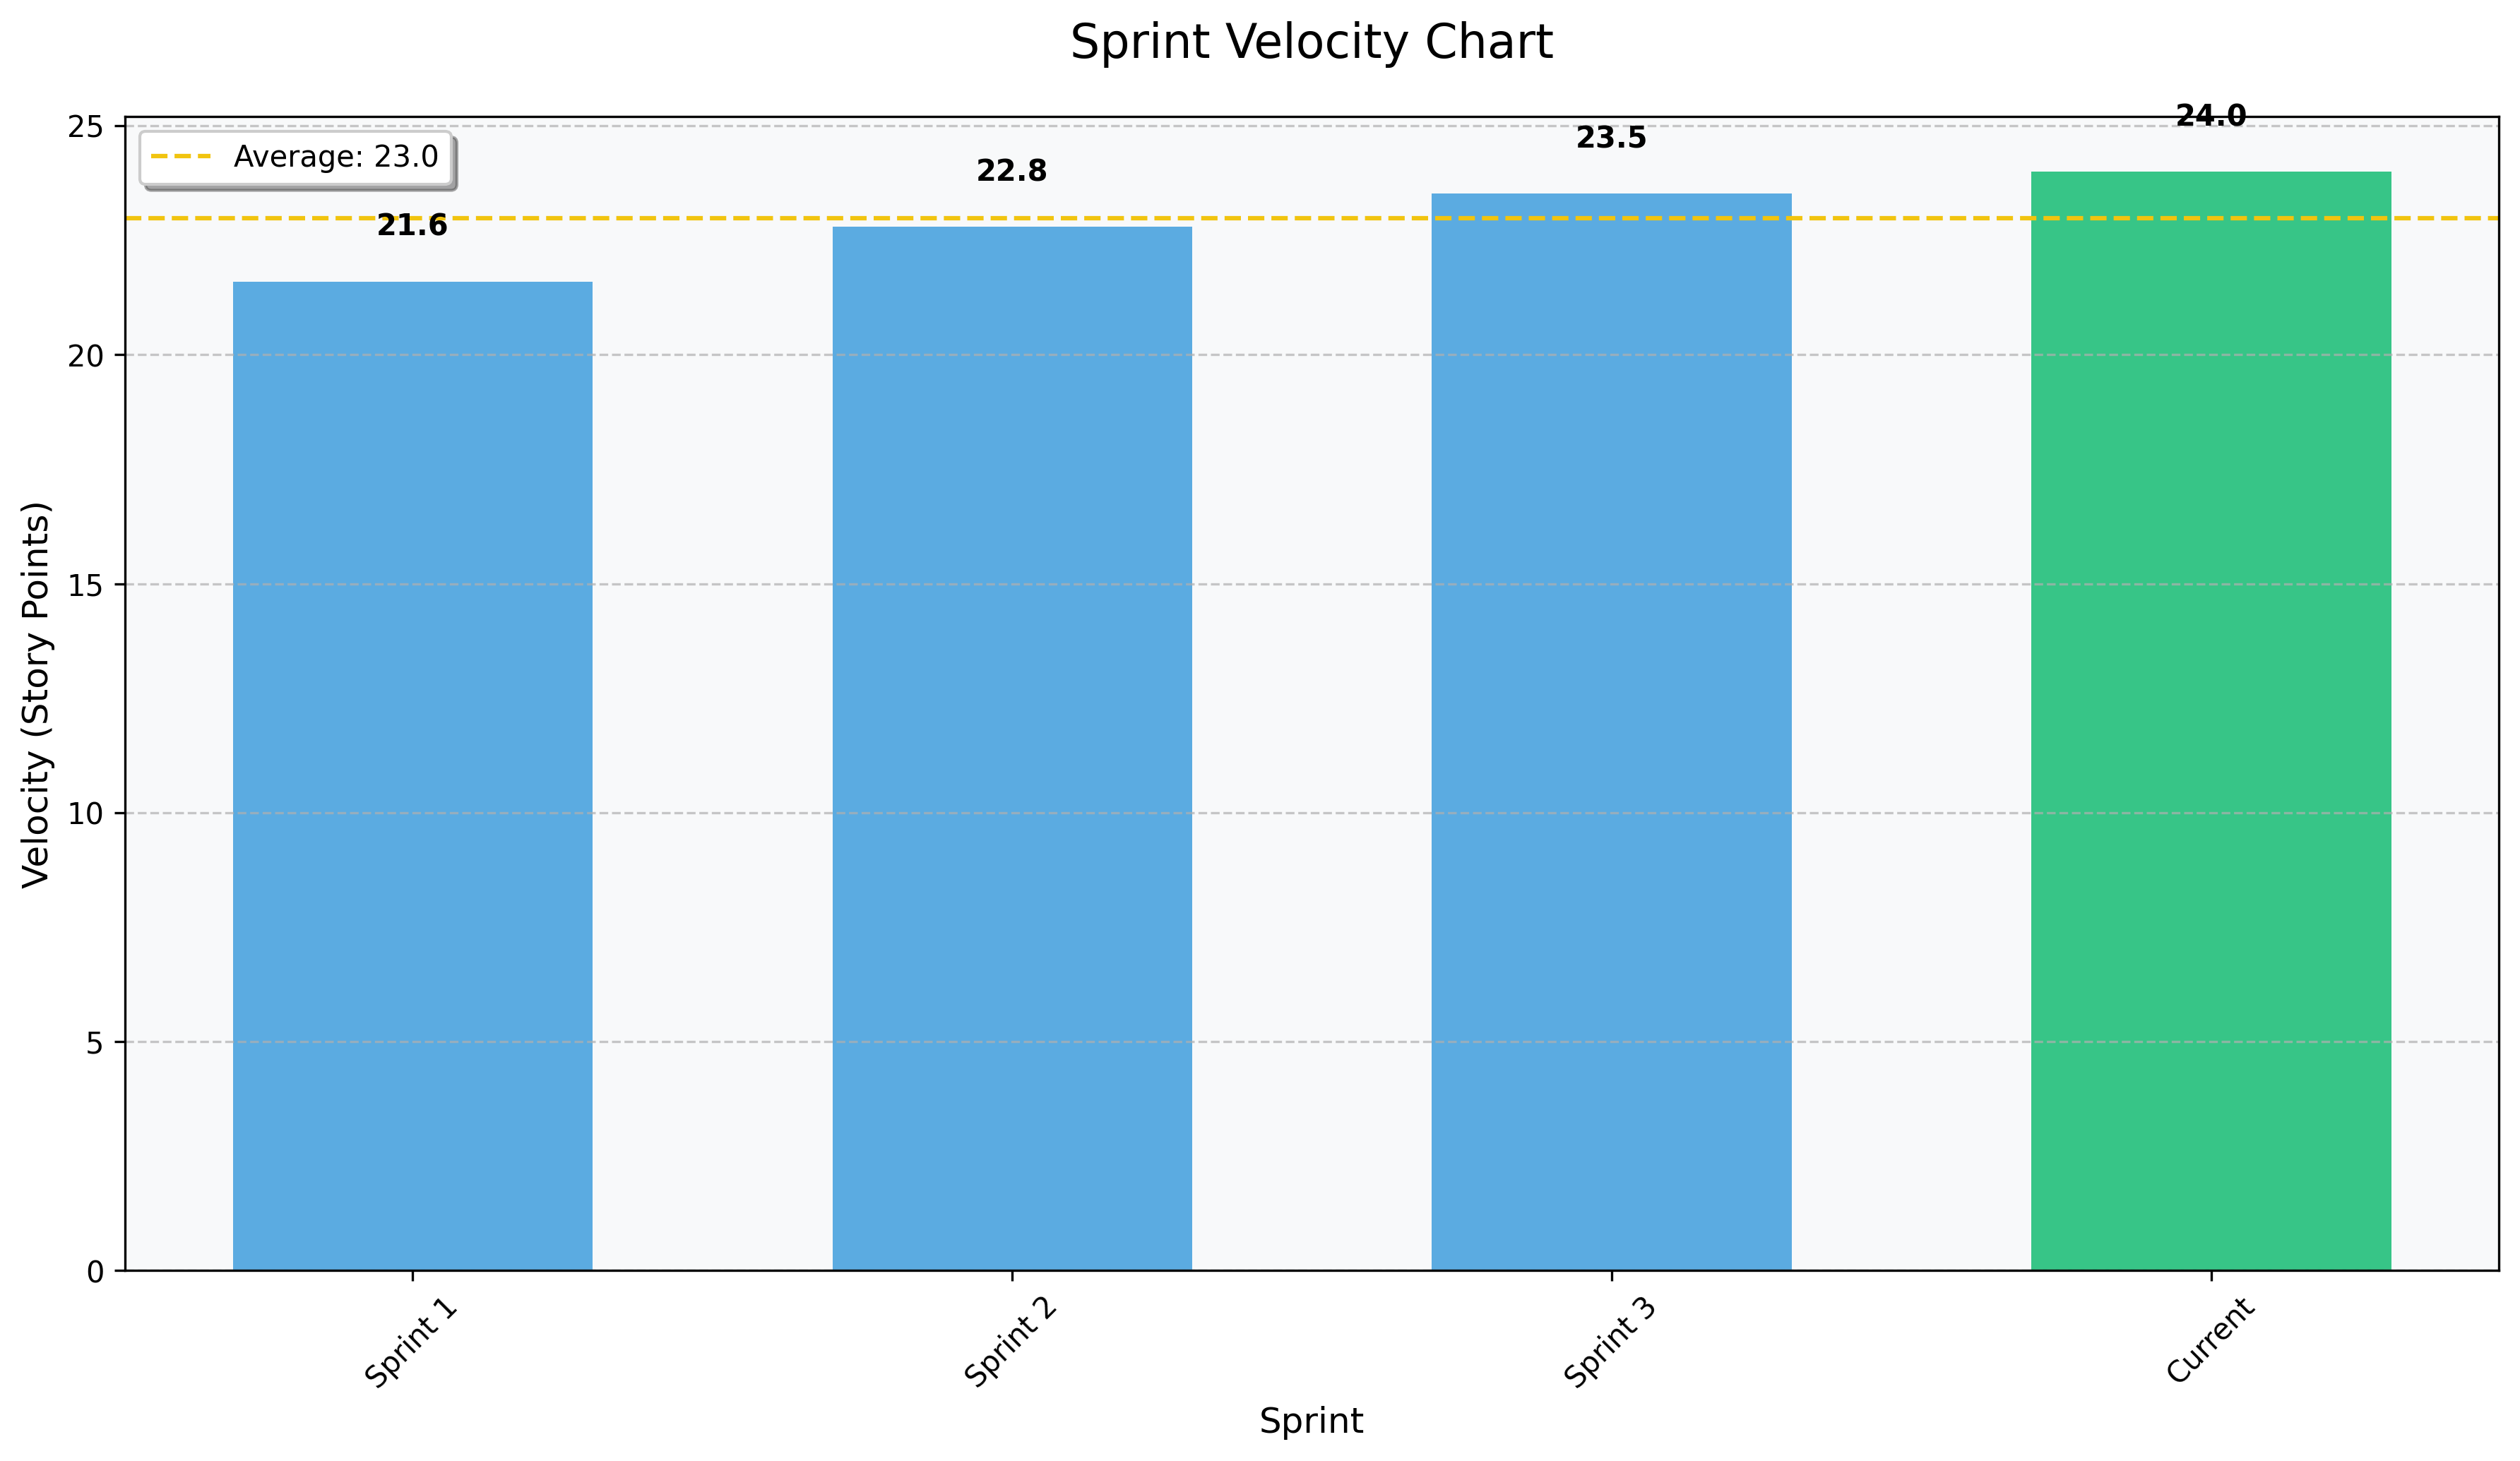 Sprint Velocity Chart
Average: 23.0
21.6
22.8
23.5
24.0
25
20
15
10
5
0
Velocity (Story Points)
Sprint 1
Sprint 2
Sprint 3
Current
Sprint